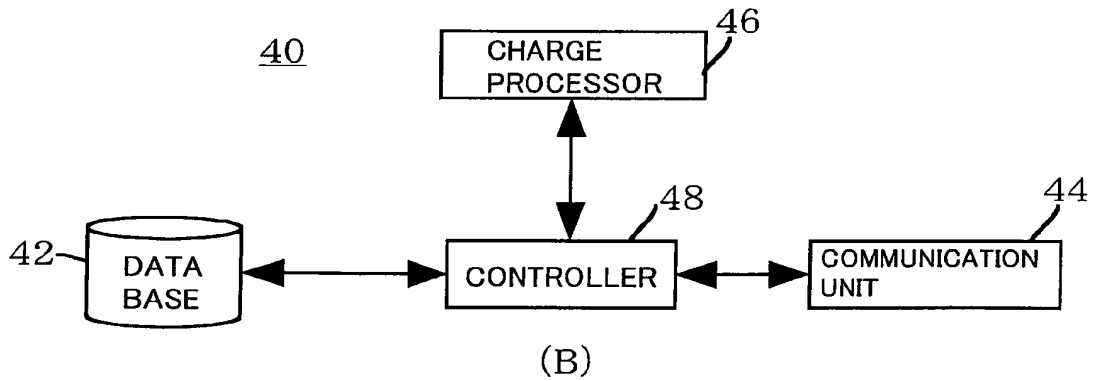 40
CHARGE
PROCESSOR
46
42
DATA
BASE
CONTROLLER
48
COMMUNICATION
UNIT
44
(B)